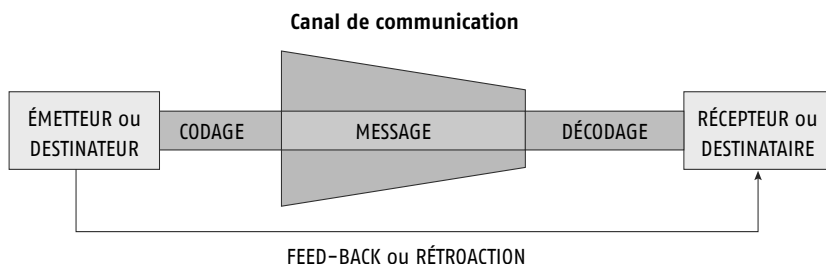 Canal de communication
ÉMETTEUR ou
DESTINATEUR
CODAGE
MESSAGE
DÉCODAGE
RÉCEPTEUR ou
DESTINATAIRE
FEED-BACK ou RÉTROACTION